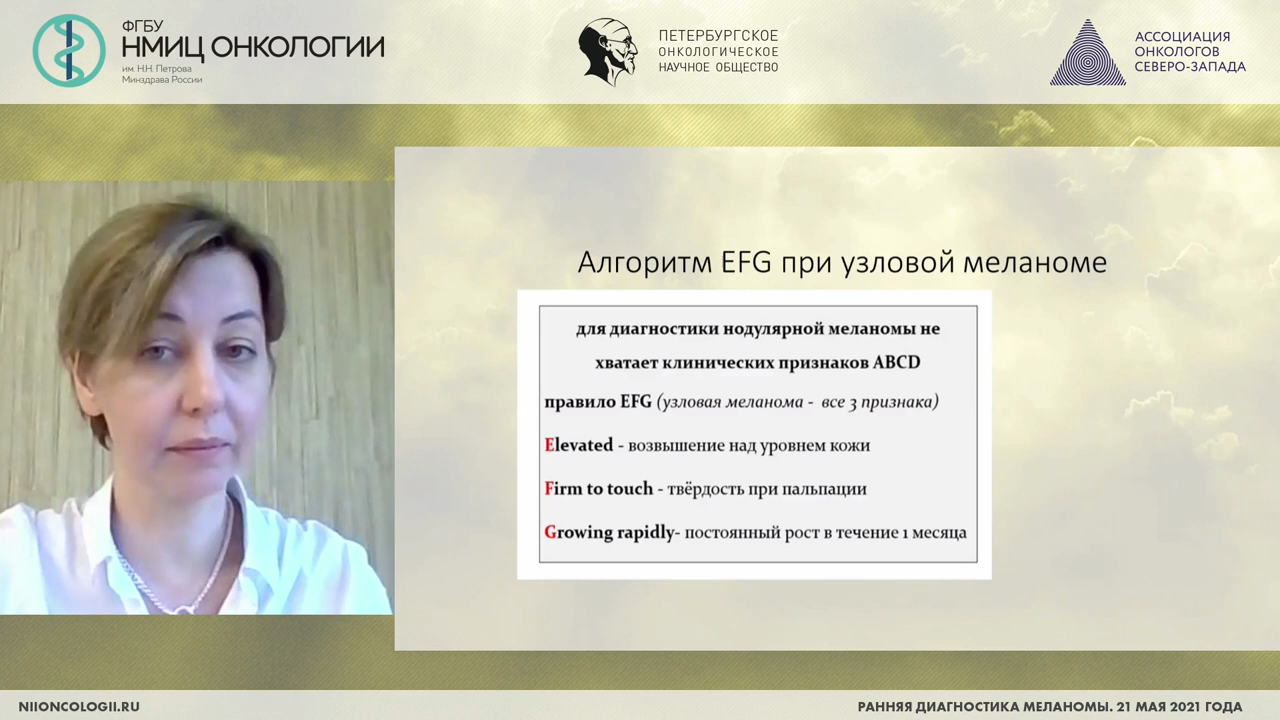 ФГБУ
НМИЦ ОНКОЛОГИИ
им. Н.Н. Петрова
Минздрава России
ПЕТЕРБУРГСКОЕ
ОНКОЛОГИЧЕСКОЕ
НАУЧНОЕ ОБЩЕСТВО
АССОЦИАЦИЯ
ОНКОЛОГОВ
СЕВЕРО-ЗАПАДА
Алгоритм EFG при узловой меланоме
для диагностики нодулярной меланомы не
хватает клинических признаков ABCD
правило EFG (узловая меланома - все 3 признака)
Elevated - возвышение над уровнем кожи
Firm to touch - твёрдость при пальпации
Growing rapidly- постоянный рост в течение 1 месяца
NIIONCOLOGII.RU
РАННЯЯ ДИАГНОСТИКА МЕЛАНОМЫ. 21 МАЯ 2021 ГОДА